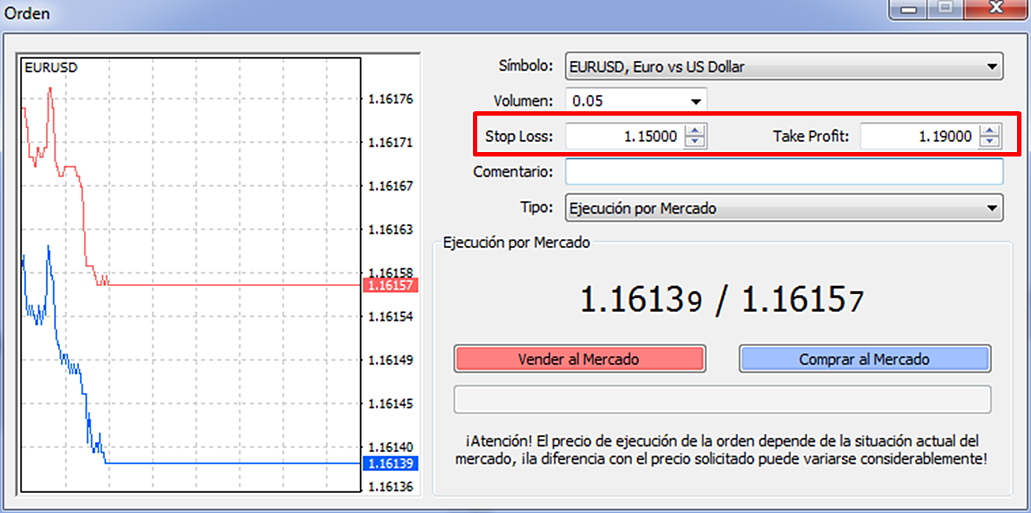 Orden
EURUSD
1.16176
1.16171
1.16167
1.16163
1.16158
1.16157
1.16154
1.16149
1.16145
1.16140
1.16139
1.16136
Símbolo: EURUSD, Euro vs US Dollar
Volumen: 0.05
Stop Loss: 1.15000 Take Profit: 1.19000
Comentario:
Tipo: Ejecución por Mercado
Ejecución por Mercado
1.16139 / 1.16157
Vender al Mercado Comprar al Mercado
¡Atención! El precio de ejecución de la orden depende de la situación actual del
mercado, ¡la diferencia con el precio solicitado puede variarse considerablemente!